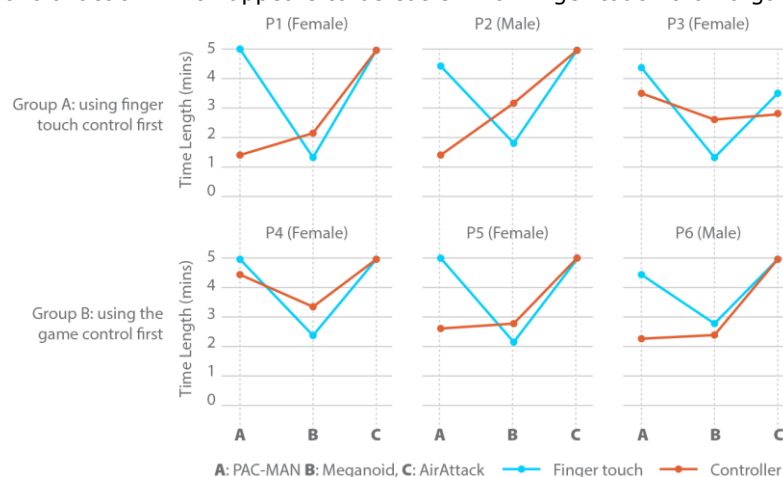 P1 (Female) P2 (Male) P3 (Female)
Group A: using finger
touch control first
Time Length (mins)
5
4
3
2
1
0
P4 (Female) P5 (Female) P6 (Male)
Group B: using the
game control first
Time Length (mins)
5
4
3
2
1
0
A B C A B C A B C
A: PAC-MAN B: Meganoid, C: AirAttack Finger touch Controller